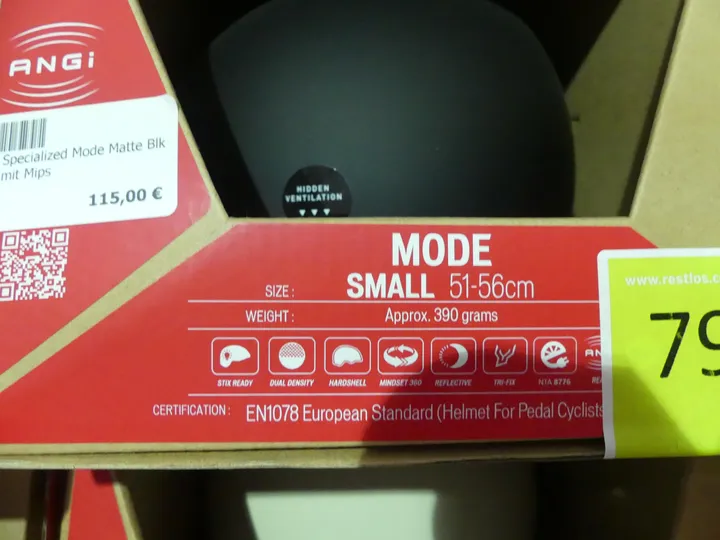 ANGi
Specialized Mode Matte Blk
mit Mips
115,00 €
HIDDEN
VENTILATION
MODE
SIZE : SMALL 51-56cm
WEIGHT : Approx. 390 grams
STIX READY DUAL DENSITY HARDSHELL MINDSET 360 REFLECTIVE TRI-FIX NTA 8776
CERTIFICATION : EN1078 European Standard (Helmet For Pedal Cyclists
www.restlos.c
79